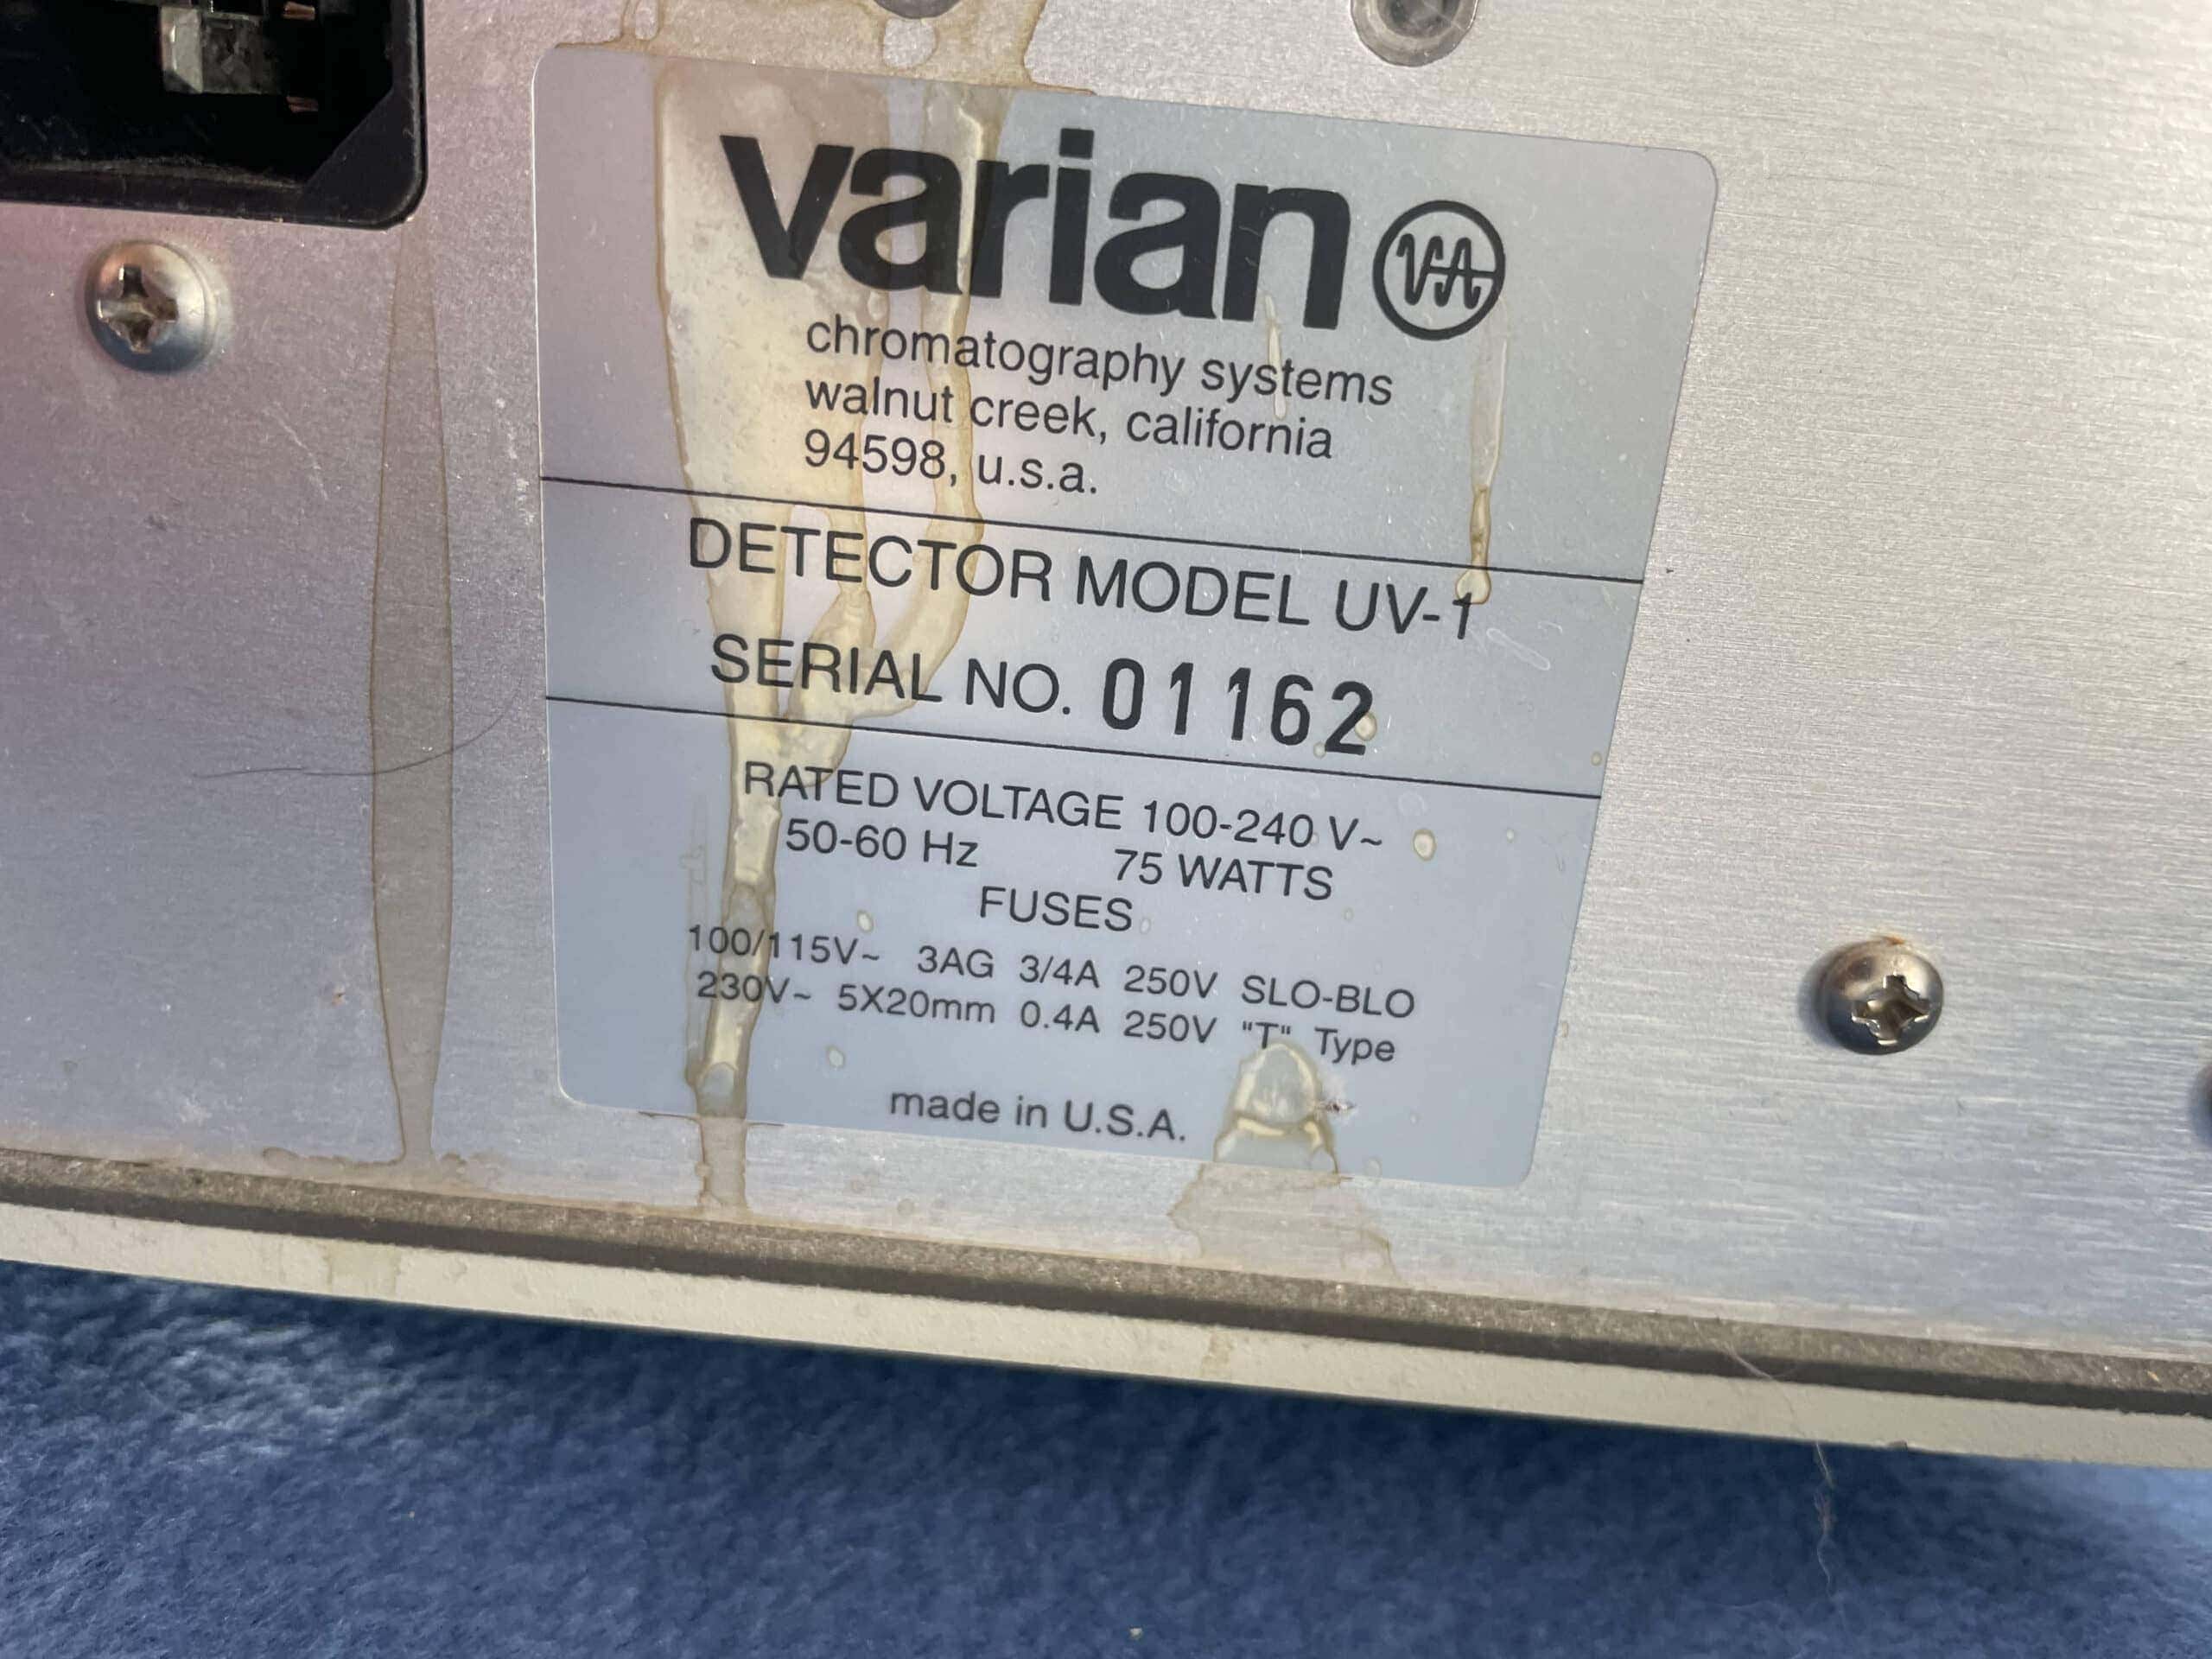 varian VA
chromatography systems
walnut creek, california
94598, u.s.a.
DETECTOR MODEL UV-1
SERIAL NO. 01162
RATED VOLTAGE 100-240 V~
50-60 Hz 75 WATTS
FUSES
100/115V~ 3AG 3/4A 250V SLO-BLO
230V~ 5X20mm 0.4A 250V "T" Type
made in U.S.A.